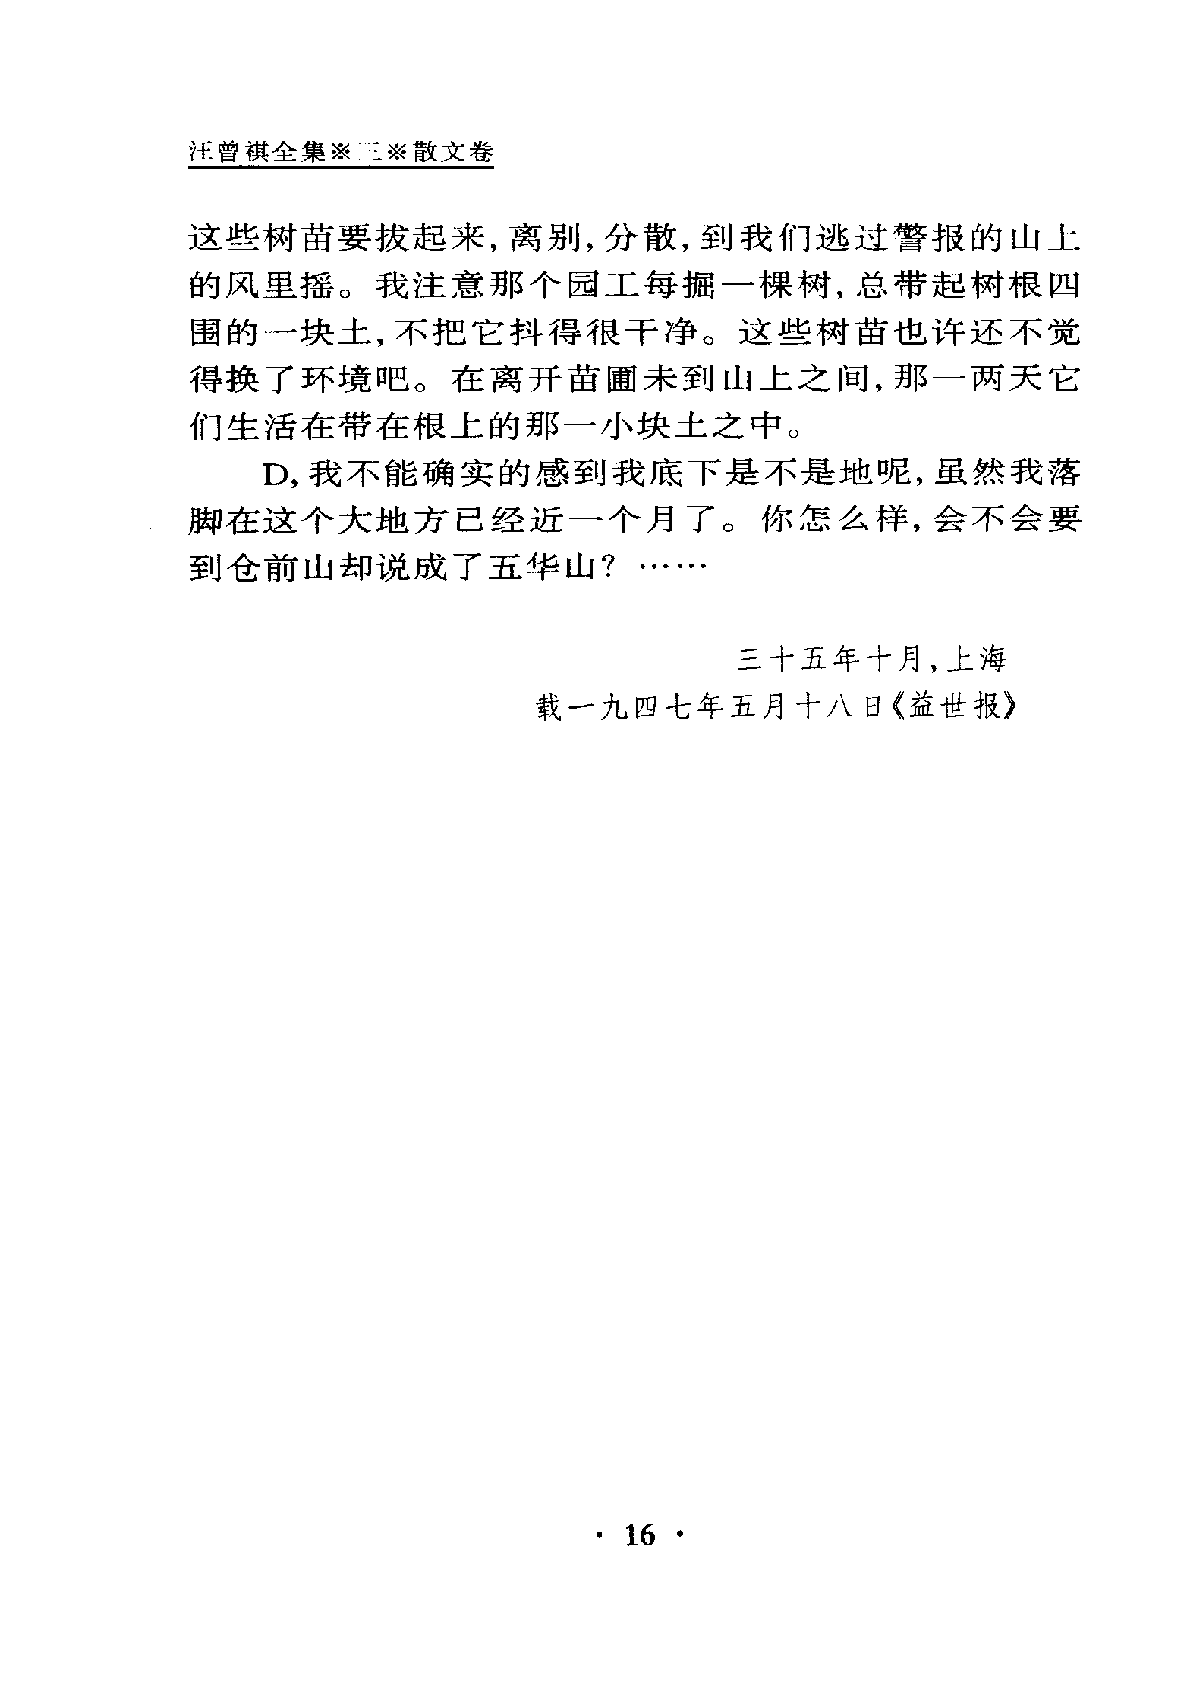 汪曾祺全集※三※散文卷
这些树苗要拔起来,离别,分散,到我们逃过警报的山上
的风里摇。我注意那个园工每掘一棵树,总带起树根四
围的一块土,不把它抖得很干净。这些树苗也许还不觉
得换了环境吧。在离开苗圃未到山上之间,那一两天它
们生活在带在根上的那一小块土之中。
D,我不能确实的感到我底下是不是地呢,虽然我落
脚在这个大地方已经近一个月了。你怎么样,会不会要
到仓前山却说成了五华山?……
三十五年十月,上海
载一九四七年五月十八日《益世报》
· 16 ·